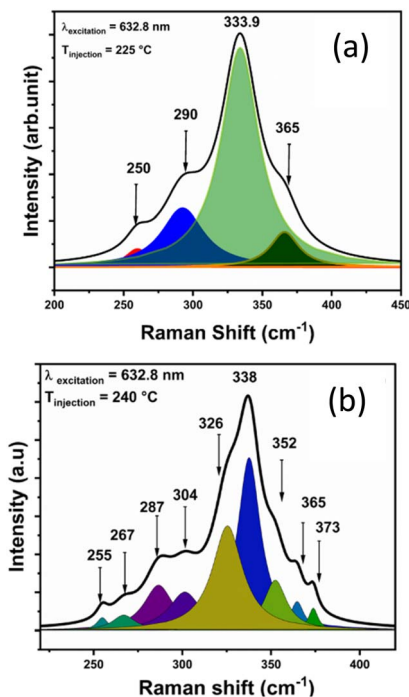 λexcitation = 632.8 nm
Tinjection = 225 °C
(a)
333.9
290
365
250
Intensity (arb.unit)
200 250 300 350 400 450
Raman Shift (cm-1)
λ excitation = 632.8 nm
Tinjection = 240 °C
(b)
338
326
352
304
287
365
267
373
255
Intensity (a.u)
250 300 350 400
Raman shift (cm-1)